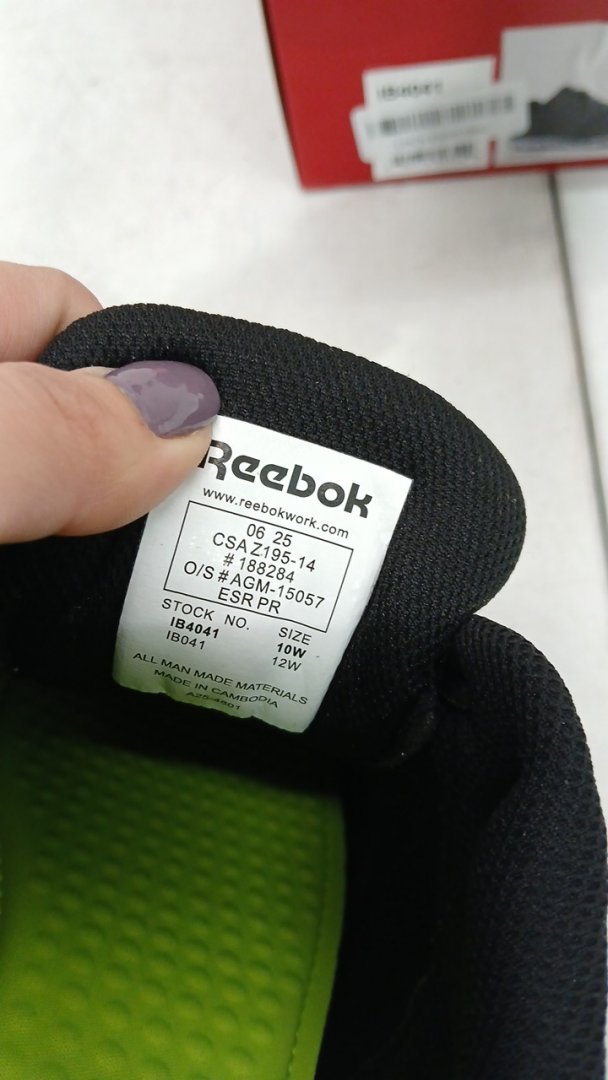 IB4041
Reebok
www.reebokwork.com
06 25
CSA Z195-14
# 188284
O/S # AGM-15057
ESR PR
STOCK NO. SIZE
IB4041 10W
IB041 12W
ALL MAN MADE MATERIALS
MADE IN CAMBODIA